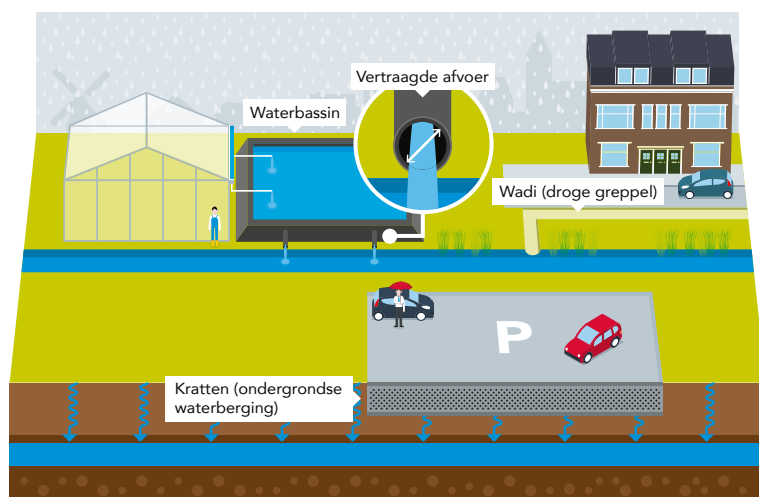 Vertraagde afvoer
Waterbassin
Wadi (droge greppel)
P
Kratten (ondergrondse
waterberging)